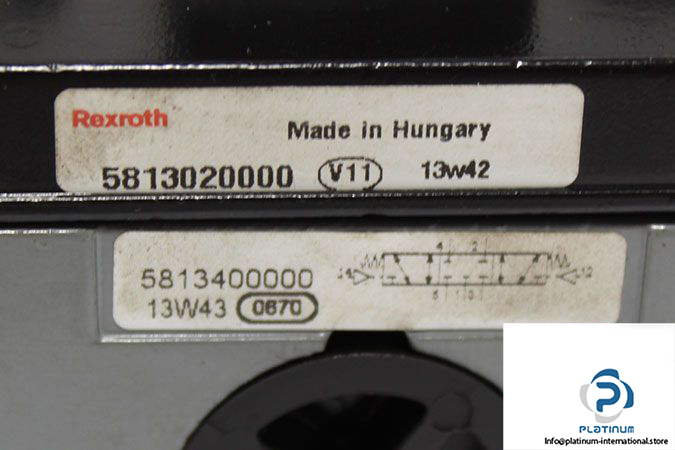 Rexroth
Made in Hungary
5813020000 V11 13W42
5813400000
13W43 0670
4 2
14 12
5 1 3
PLATINUM
Info@platinum-international.store